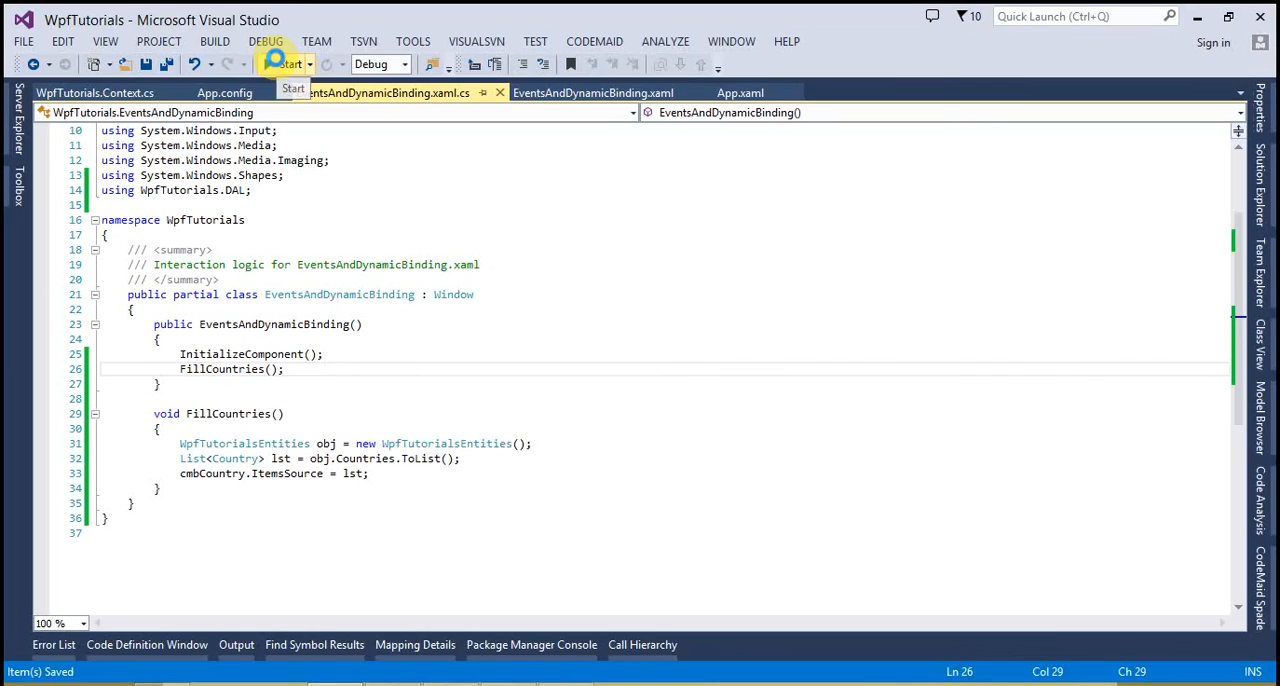 WpfTutorials - Microsoft Visual Studio
10
Quick Launch (Ctrl+Q)
FILE EDIT VIEW PROJECT BUILD DEBUG TEAM TSVN TOOLS VISUALSVN TEST CODEMAID ANALYZE WINDOW HELP
Sign in
Start Debug
Start
WpfTutorials.Context.cs App.config EventsAndDynamicBinding.xaml.cs EventsAndDynamicBinding.xaml App.xaml
WpfTutorials.EventsAndDynamicBinding EventsAndDynamicBinding()
10 using System.Windows.Input;
11 using System.Windows.Media;
12 using System.Windows.Media.Imaging;
13 using System.Windows.Shapes;
14 using WpfTutorials.DAL;
15
16 namespace WpfTutorials
17 {
18 /// <summary>
19 /// Interaction logic for EventsAndDynamicBinding.xaml
20 /// </summary>
21 public partial class EventsAndDynamicBinding : Window
22 {
23 public EventsAndDynamicBinding()
24 {
25 InitializeComponent();
26 FillCountries();
27 }
28
29 void FillCountries()
30 {
31 WpfTutorialsEntities obj = new WpfTutorialsEntities();
32 List<Country> lst = obj.Countries.ToList();
33 cmbCountry.ItemsSource = lst;
34 }
35 }
36 }
37
100 %
Server Explorer
Toolbox
Properties
Solution Explorer
Team Explorer
Class View
Model Browser
Code Analysis
CodeMaid Spade
Error List Code Definition Window Output Find Symbol Results Mapping Details Package Manager Console Call Hierarchy
Item(s) Saved Ln 26 Col 29 Ch 29 INS